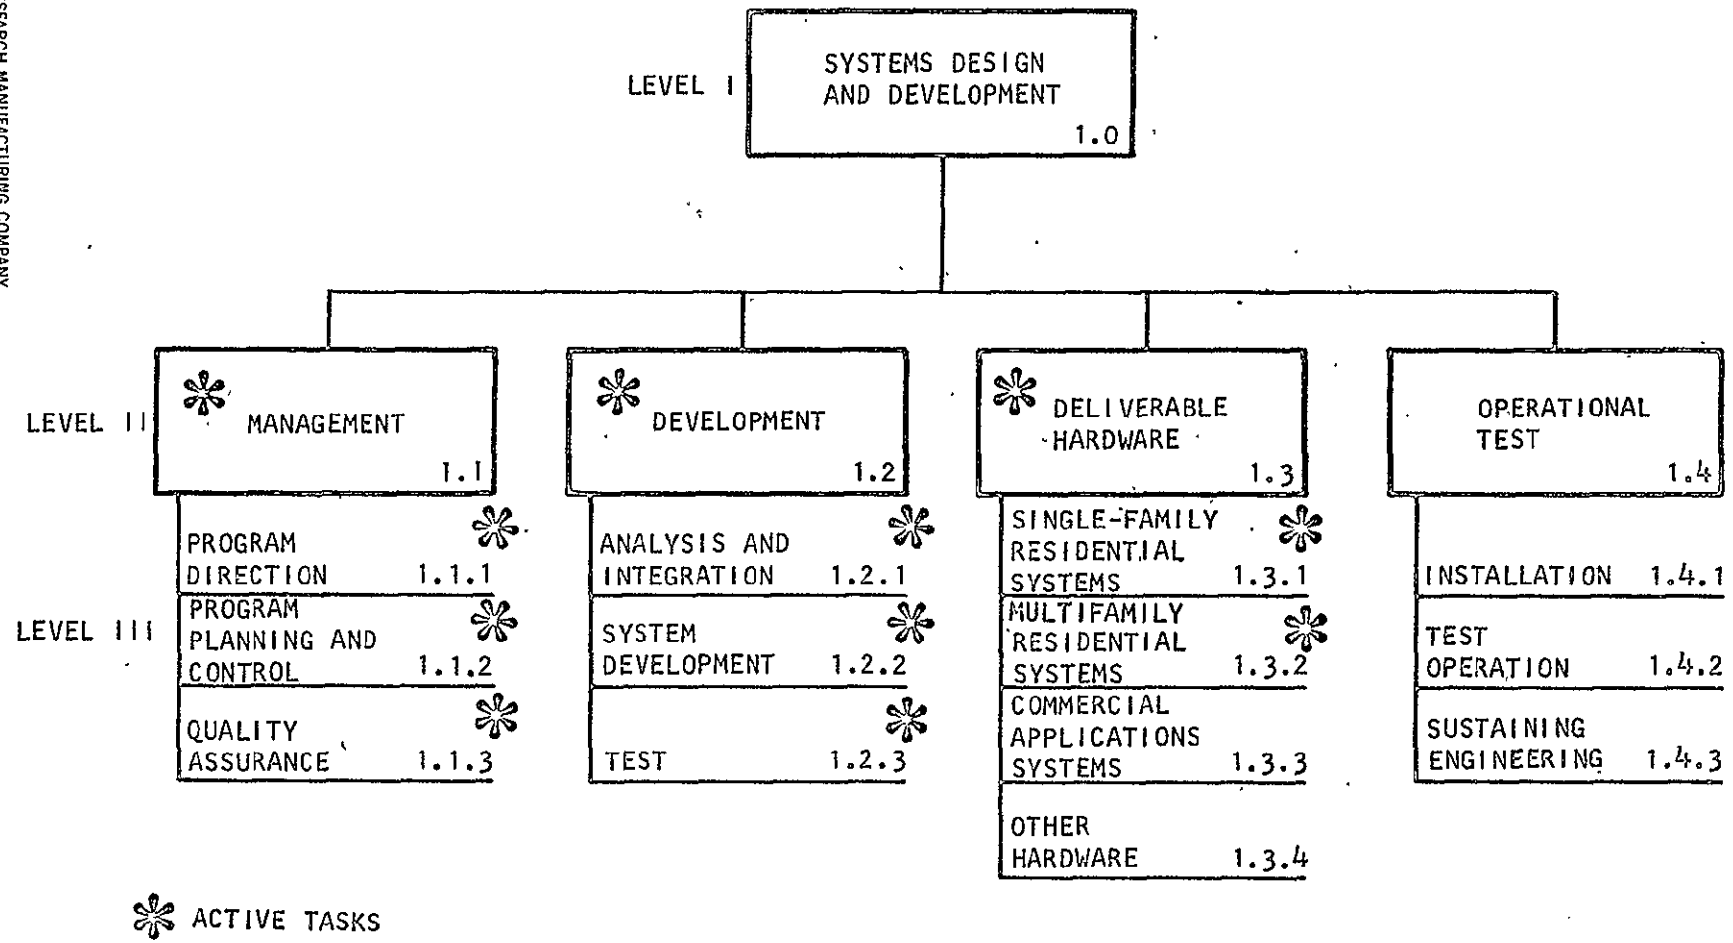 MANUFACTURING COMPANY
LEVEL I
SYSTEMS DESIGN
AND DEVELOPMENT
1.0
LEVEL II
MANAGEMENT
1.1
DEVELOPMENT
1.2
DELIVERABLE
HARDWARE
1.3
OPERATIONAL
TEST
1.4
LEVEL III
PROGRAM
DIRECTION 1.1.1
PROGRAM
PLANNING AND
CONTROL 1.1.2
QUALITY
ASSURANCE 1.1.3
ANALYSIS AND
INTEGRATION 1.2.1
SYSTEM
DEVELOPMENT 1.2.2
TEST 1.2.3
SINGLE-FAMILY
RESIDENTIAL
SYSTEMS 1.3.1
MULTIFAMILY
RESIDENTIAL
SYSTEMS 1.3.2
COMMERCIAL
APPLICATIONS
SYSTEMS 1.3.3
OTHER
HARDWARE 1.3.4
INSTALLATION 1.4.1
TEST
OPERATION 1.4.2
SUSTAINING
ENGINEERING 1.4.3
ACTIVE TASKS